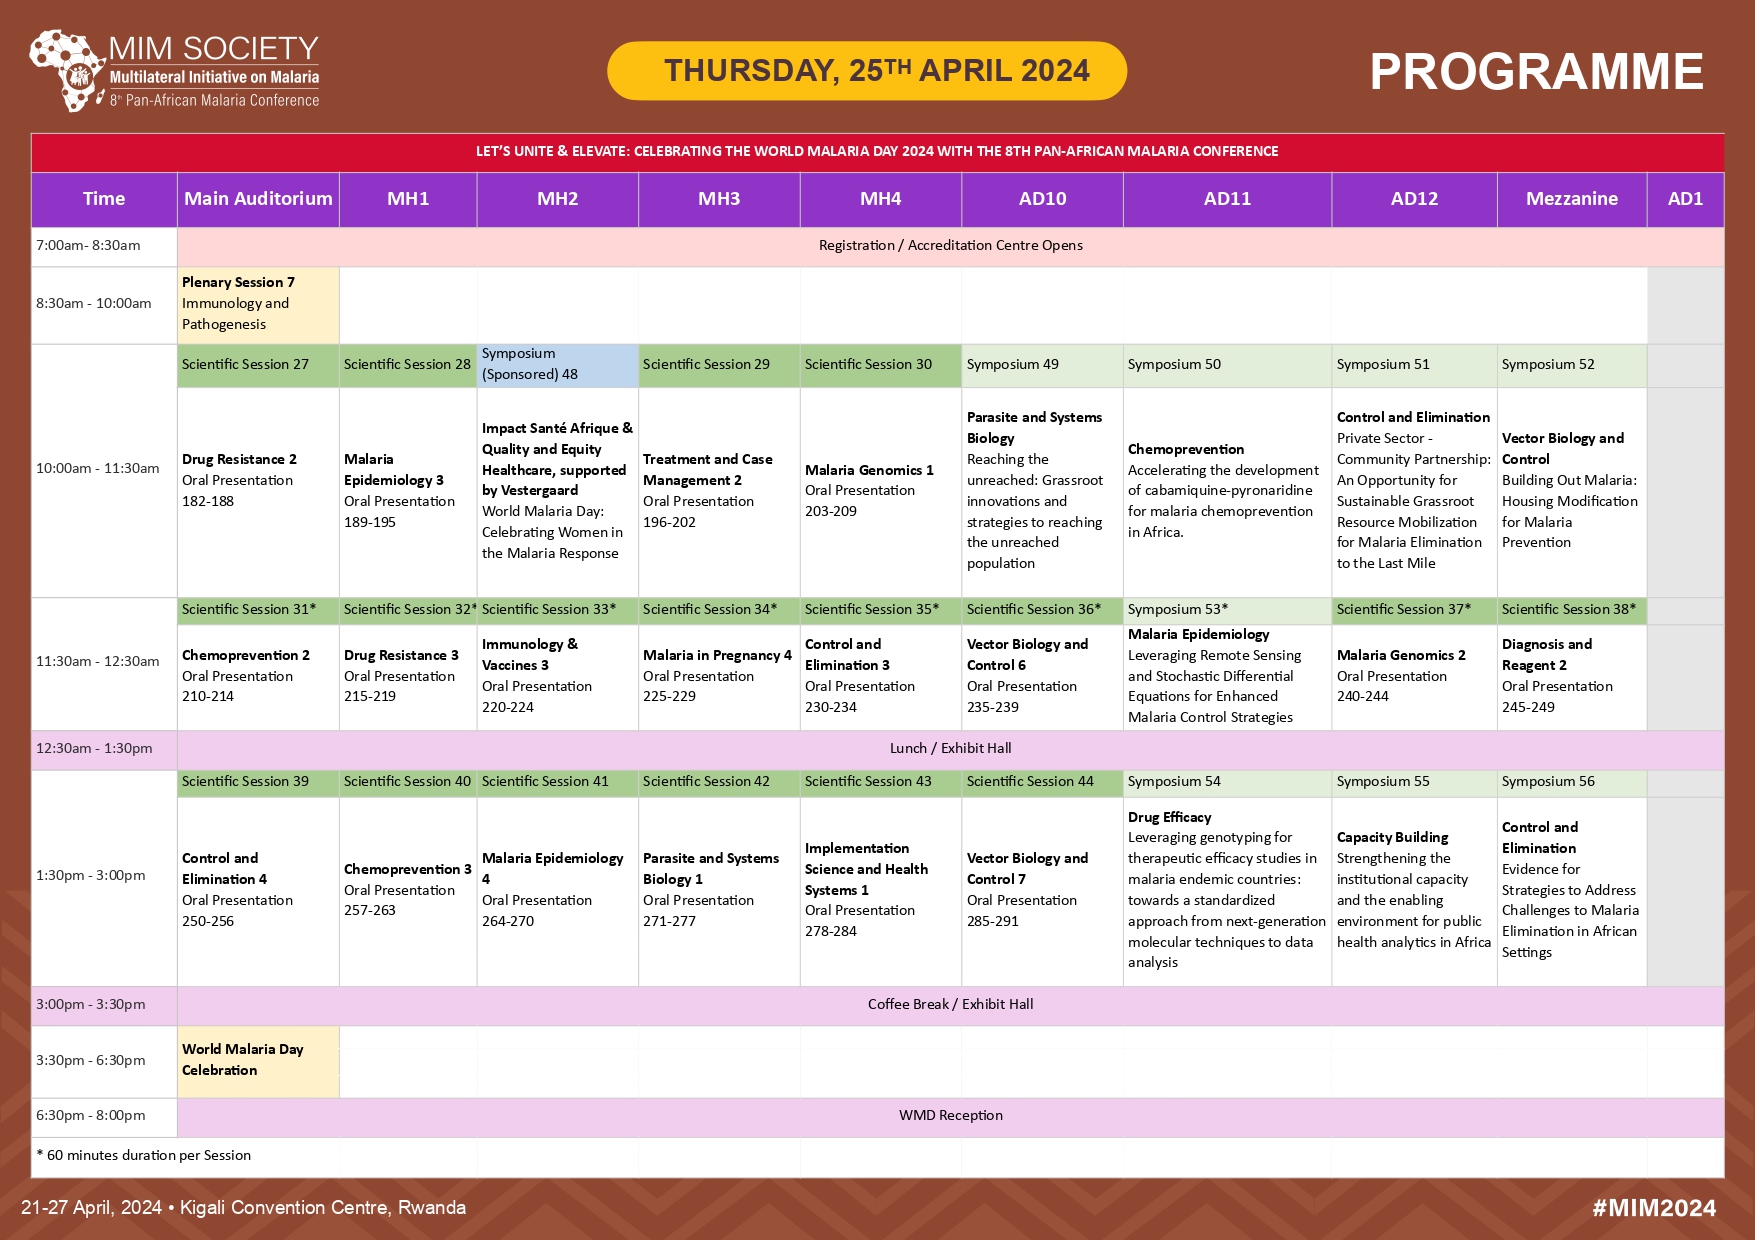 MIM SOCIETY
Multilateral Initiative on Malaria
8th Pan-African Malaria Conference
THURSDAY, 25TH APRIL 2024
PROGRAMME
LET'S UNITE & ELEVATE: CELEBRATING THE WORLD MALARIA DAY 2024 WITH THE 8TH PAN-AFRICAN MALARIA CONFERENCE
Time
Main Auditorium
MH1
MH2
MH3
MH4
AD10
AD11
AD12
Mezzanine
AD1
7:00am- 8:30am
Registration / Accreditation Centre Opens
8:30am - 10:00am
Plenary Session 7
Immunology and
Pathogenesis
10:00am - 11:30am
Scientific Session 27
Scientific Session 28
Symposium
(Sponsored) 48
Scientific Session 29
Scientific Session 30
Symposium 49
Symposium 50
Symposium 51
Symposium 52
Drug Resistance 2
Oral Presentation
182-188
Malaria
Epidemiology 3
Oral Presentation
189-195
Impact Santé Afrique &
Quality and Equity
Healthcare, supported
by Vestergaard
World Malaria Day:
Celebrating Women in
the Malaria Response
Treatment and Case
Management 2
Oral Presentation
196-202
Malaria Genomics 1
Oral Presentation
203-209
Parasite and Systems
Biology
Reaching the
unreached: Grassroot
innovations and
strategies to reaching
the unreached
population
Chemoprevention
Accelerating the development
of cabamiquine-pyronaridine
for malaria chemoprevention
in Africa.
Control and Elimination
Private Sector -
Community Partnership:
An Opportunity for
Sustainable Grassroot
Resource Mobilization
for Malaria Elimination
to the Last Mile
Vector Biology and
Control
Building Out Malaria:
Housing Modification
for Malaria
Prevention
11:30am - 12:30am
Scientific Session 31*
Scientific Session 32*
Scientific Session 33*
Scientific Session 34*
Scientific Session 35*
Scientific Session 36*
Symposium 53*
Scientific Session 37*
Scientific Session 38*
Chemoprevention 2
Oral Presentation
210-214
Drug Resistance 3
Oral Presentation
215-219
Immunology &
Vaccines 3
Oral Presentation
220-224
Malaria in Pregnancy 4
Oral Presentation
225-229
Control and
Elimination 3
Oral Presentation
230-234
Vector Biology and
Control 6
Oral Presentation
235-239
Malaria Epidemiology
Leveraging Remote Sensing
and Stochastic Differential
Equations for Enhanced
Malaria Control Strategies
Malaria Genomics 2
Oral Presentation
240-244
Diagnosis and
Reagent 2
Oral Presentation
245-249
12:30am - 1:30pm
Lunch / Exhibit Hall
1:30pm - 3:00pm
Scientific Session 39
Scientific Session 40
Scientific Session 41
Scientific Session 42
Scientific Session 43
Scientific Session 44
Symposium 54
Symposium 55
Symposium 56
Control and
Elimination 4
Oral Presentation
250-256
Chemoprevention 3
Oral Presentation
257-263
Malaria Epidemiology
4
Oral Presentation
264-270
Parasite and Systems
Biology 1
Oral Presentation
271-277
Implementation
Science and Health
Systems 1
Oral Presentation
278-284
Vector Biology and
Control 7
Oral Presentation
285-291
Drug Efficacy
Leveraging genotyping for
therapeutic efficacy studies in
malaria endemic countries:
towards a standardized
approach from next-generation
molecular techniques to data
analysis
Capacity Building
Strengthening the
institutional capacity
and the enabling
environment for public
health analytics in Africa
Control and
Elimination
Evidence for
Strategies to Address
Challenges to Malaria
Elimination in African
Settings
3:00pm - 3:30pm
Coffee Break / Exhibit Hall
3:30pm - 6:30pm
World Malaria Day
Celebration
6:30pm - 8:00pm
WMD Reception
* 60 minutes duration per Session
21-27 April, 2024 • Kigali Convention Centre, Rwanda
#MIM2024